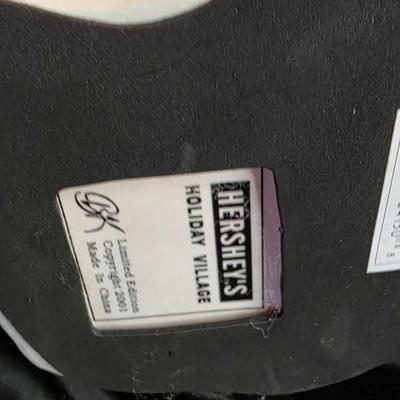 HERSHEY'S
HOLIDAY VILLAGE
Limited Edition
Copyright 2001
Made In China